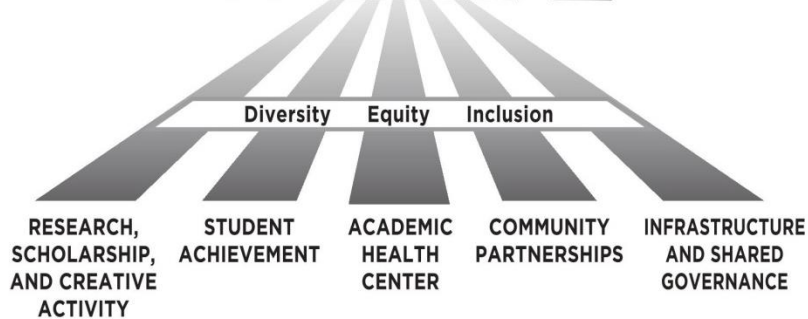 Diversity Equity Inclusion
RESEARCH,
SCHOLARSHIP,
AND CREATIVE
ACTIVITY
STUDENT
ACHIEVEMENT
ACADEMIC
HEALTH
CENTER
COMMUNITY
PARTNERSHIPS
INFRASTRUCTURE
AND SHARED
GOVERNANCE